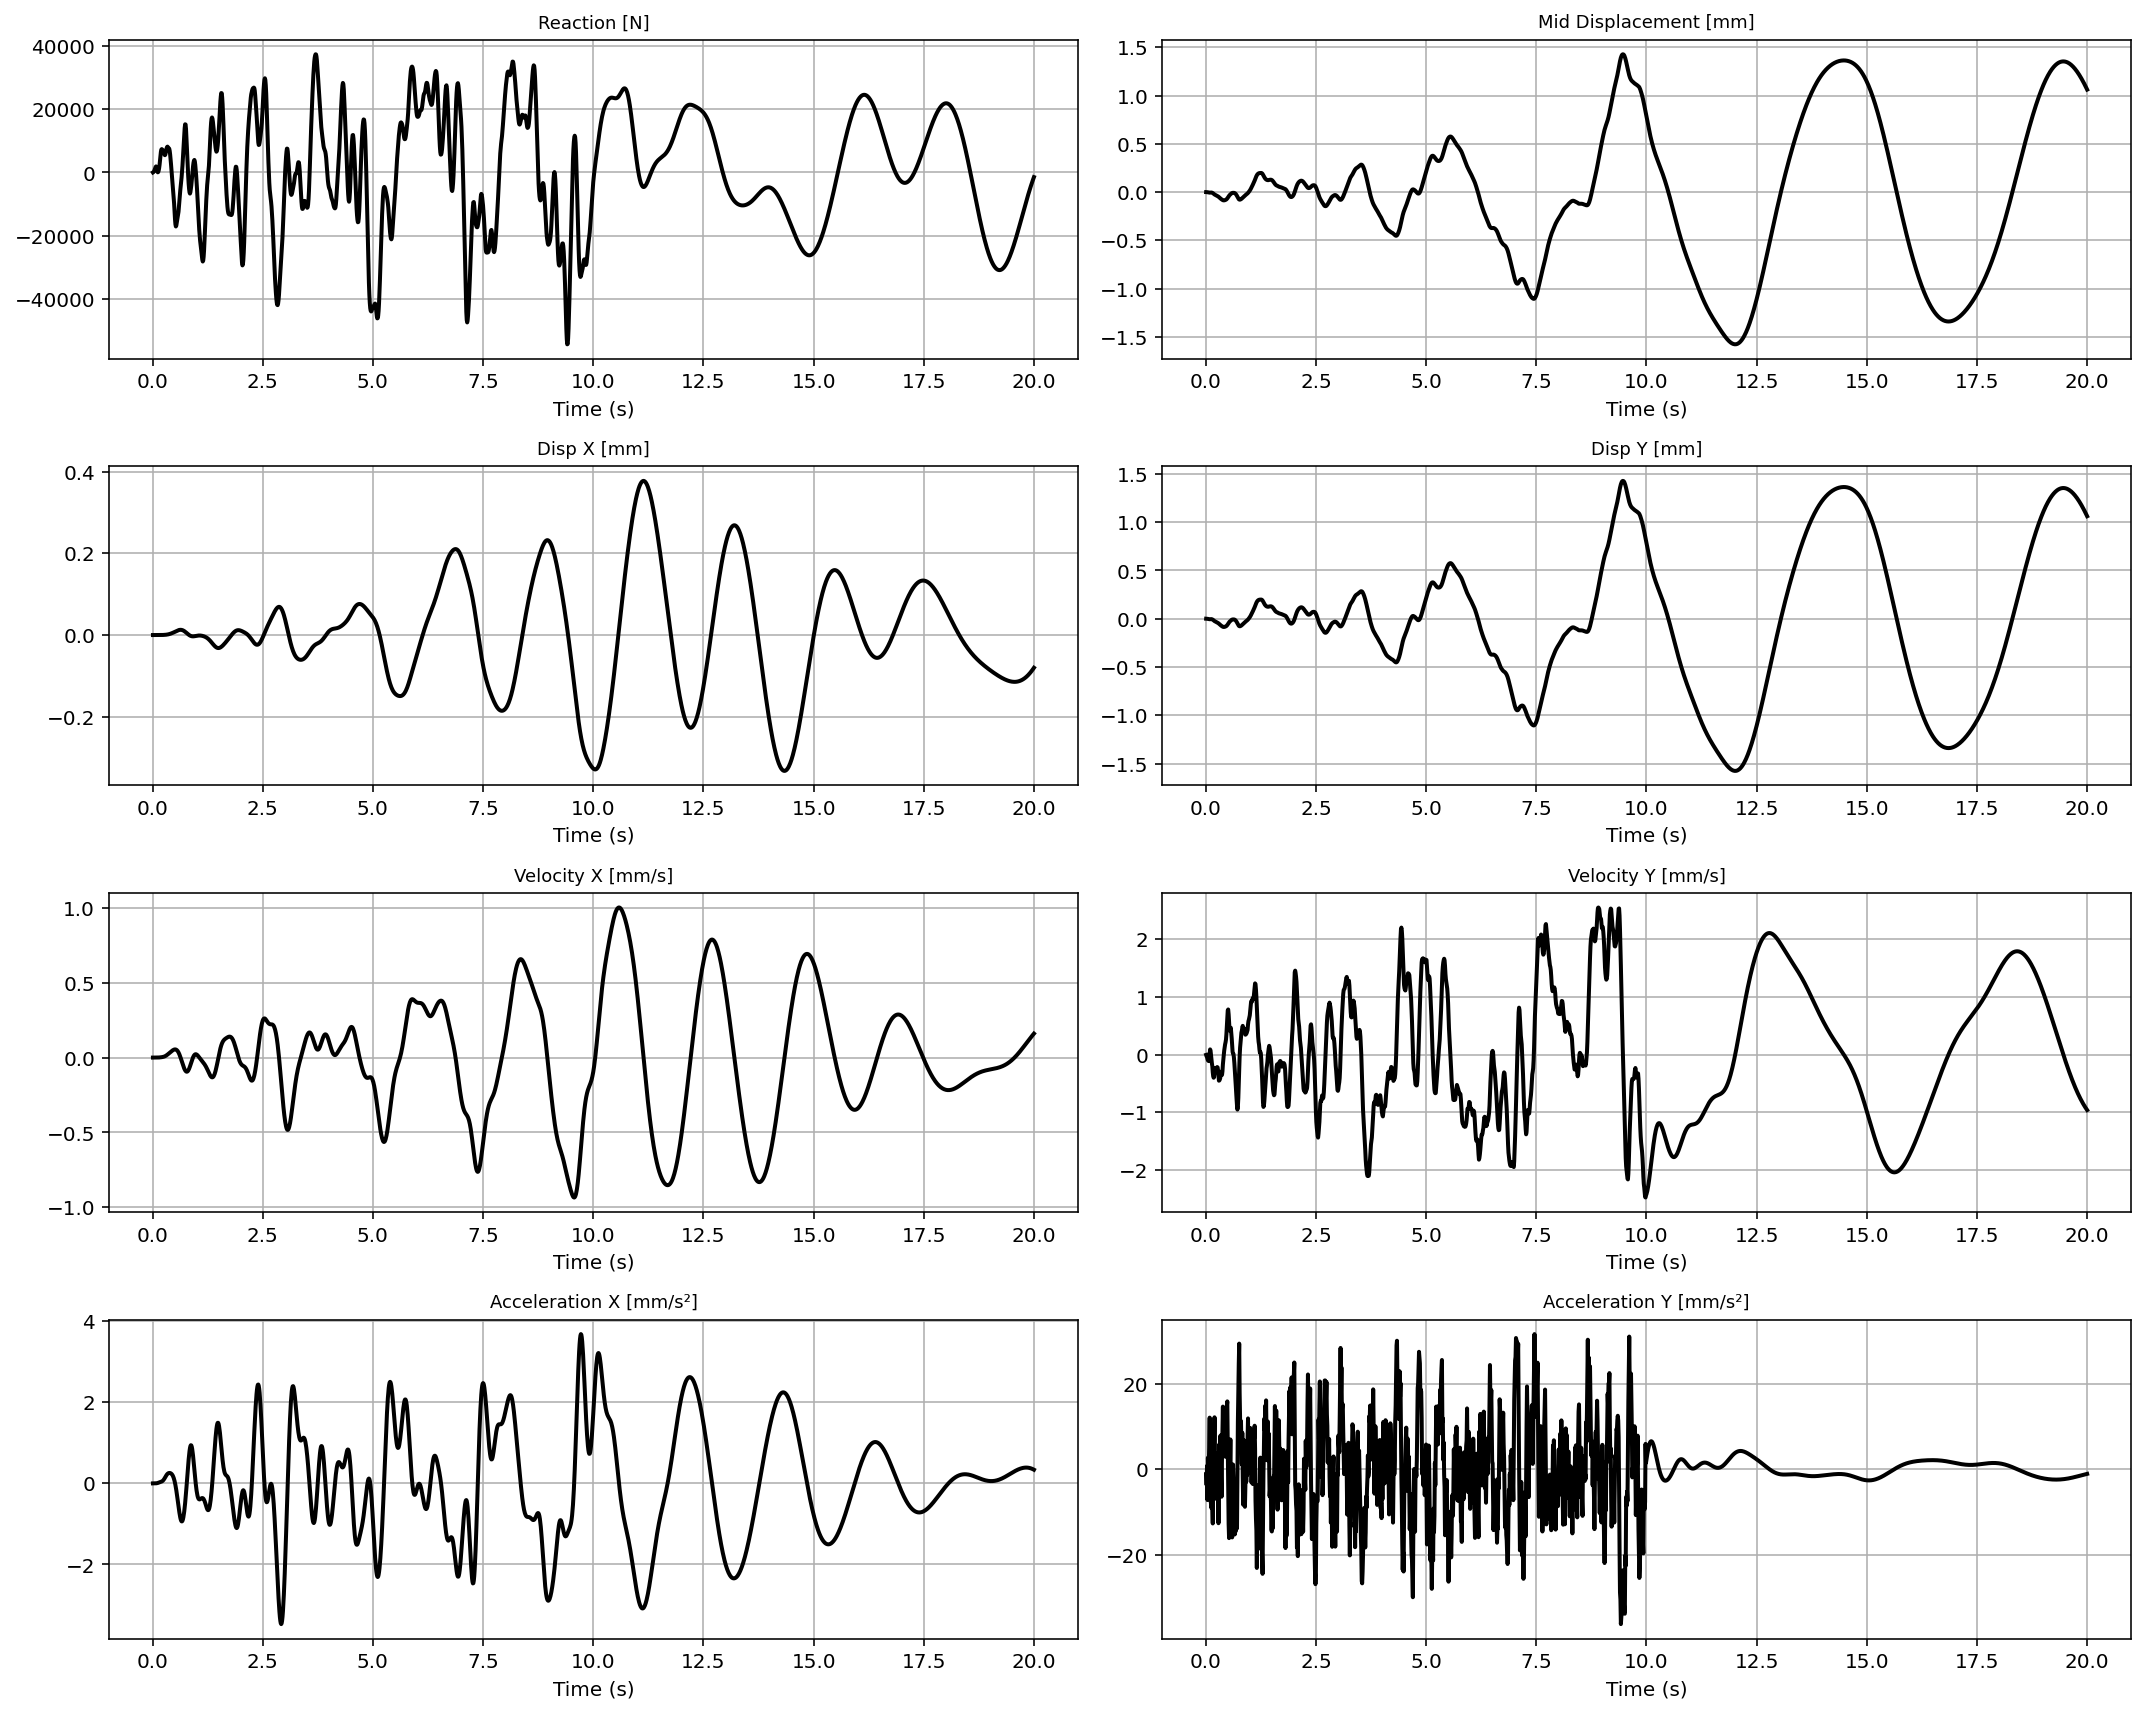 Reaction [N]
40000
20000
0
−20000
−40000
0.0 2.5 5.0 7.5 10.0 12.5 15.0 17.5 20.0
Time (s)
Mid Displacement [mm]
1.5
1.0
0.5
0.0
−0.5
−1.0
−1.5
0.0 2.5 5.0 7.5 10.0 12.5 15.0 17.5 20.0
Time (s)
Disp X [mm]
0.4
0.2
0.0
−0.2
0.0 2.5 5.0 7.5 10.0 12.5 15.0 17.5 20.0
Time (s)
Disp Y [mm]
1.5
1.0
0.5
0.0
−0.5
−1.0
−1.5
0.0 2.5 5.0 7.5 10.0 12.5 15.0 17.5 20.0
Time (s)
Velocity X [mm/s]
1.0
0.5
0.0
−0.5
−1.0
0.0 2.5 5.0 7.5 10.0 12.5 15.0 17.5 20.0
Time (s)
Velocity Y [mm/s]
2
1
0
−1
−2
0.0 2.5 5.0 7.5 10.0 12.5 15.0 17.5 20.0
Time (s)
Acceleration X [mm/s²]
4
2
0
−2
0.0 2.5 5.0 7.5 10.0 12.5 15.0 17.5 20.0
Time (s)
Acceleration Y [mm/s²]
20
0
−20
0.0 2.5 5.0 7.5 10.0 12.5 15.0 17.5 20.0
Time (s)